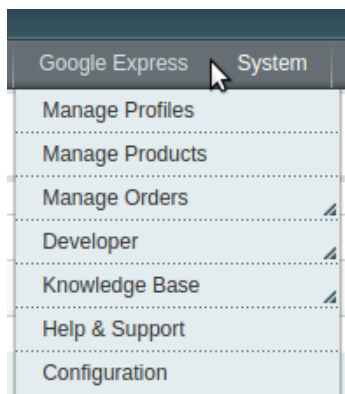 Google Express System
Manage Profiles
Manage Products
Manage Orders
Developer
Knowledge Base
Help & Support
Configuration